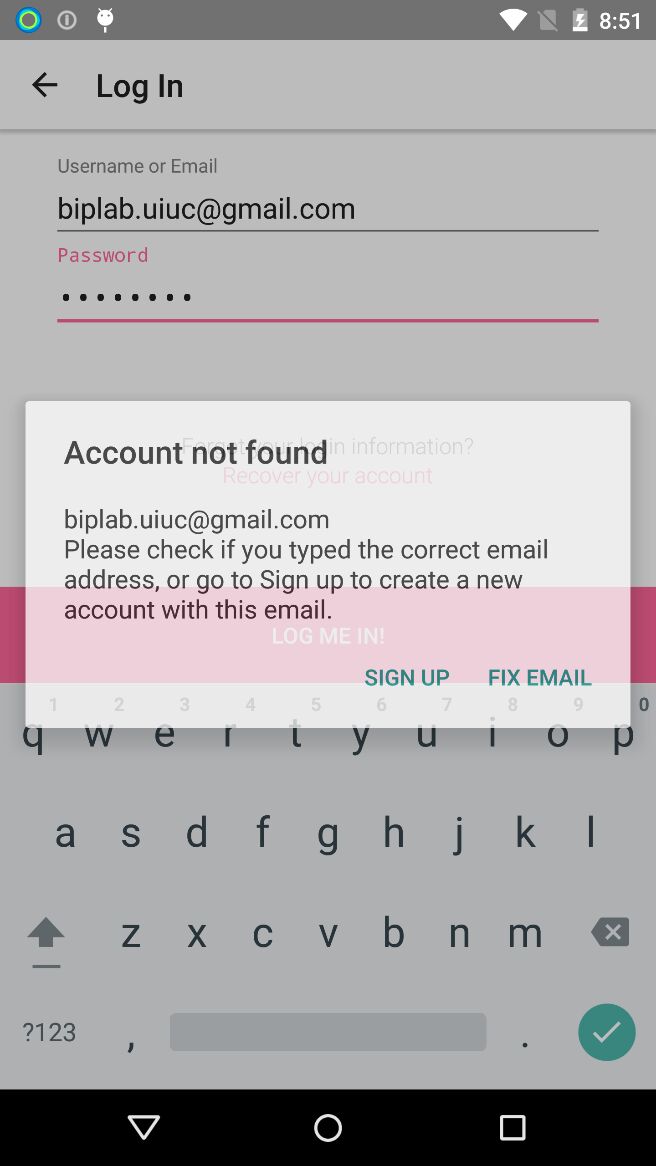 8:51
Log In
Username or Email
biplab.uiuc@gmail.com
Password
Forgot your login information?
Account not found
Recover your account
biplab.uiuc@gmail.com
Please check if you typed the correct email
address, or go to Sign up to create a new
account with this email.
LOG ME IN!
SIGN UP FIX EMAIL
1 2 3 4 5 6 7 8 9 0
q w e r t y u i o p
a s d f g h j k l
z x c v b n m
?123 , .